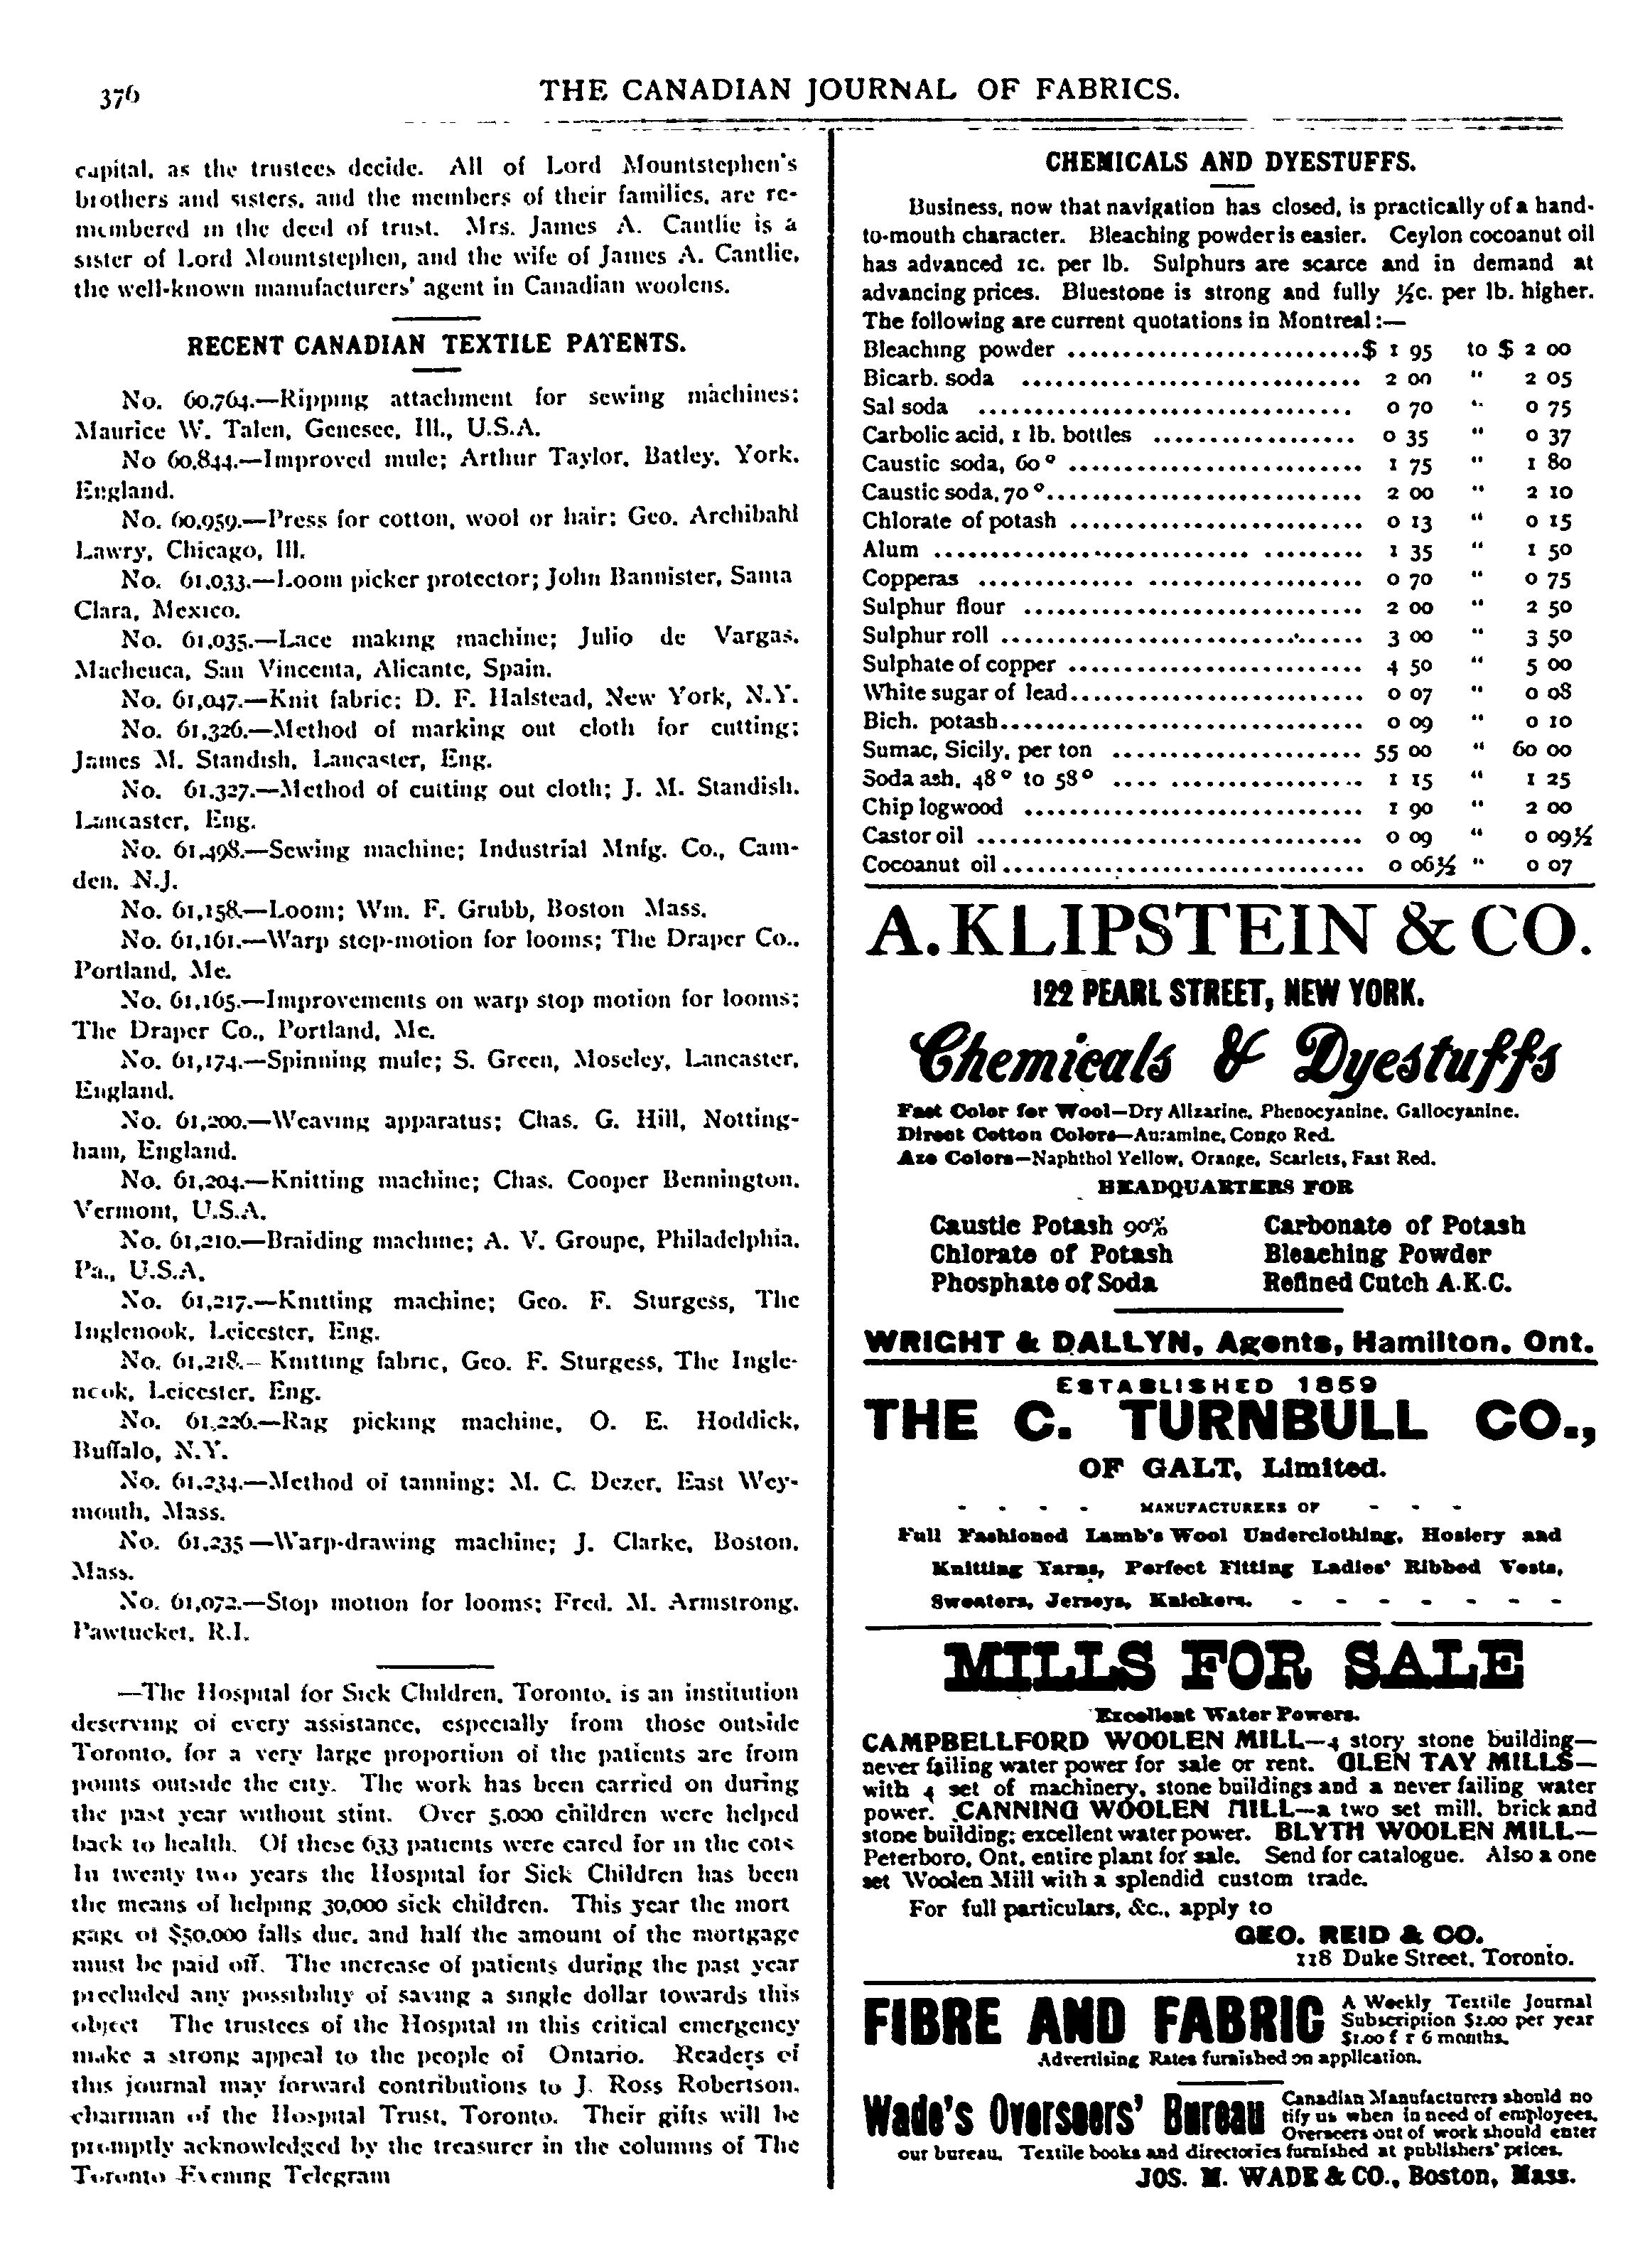 376
THE CANADIAN JOURNAL OF FABRICS.
capital, as the trustees decide. All of Lord Mountstephen's
brothers and sisters, and the members of their families, are re-
membered in the deed of trust. Mrs. James A. Cantlie is a
sister of Lord Mountstephen, and the wife of James A. Cantlie,
the well-known manufacturers' agent in Canadian woolens.
RECENT CANADIAN TEXTILE PATENTS.
No. 60,764.—Ripping attachment for sewing machines;
Maurice W. Talen, Genesee, Ill., U.S.A.
No 60,844.—Improved mule; Arthur Taylor, Batley, York,
England.
No. 60,959.—Press for cotton, wool or hair; Geo. Archibahl
Lawry, Chicago, Ill.
No. 61,033.—Loom picker protector; John Bannister, Santa
Clara, Mexico.
No. 61,035.—Lace making machine; Julio de Vargas,
Macheuca, San Vincenta, Alicante, Spain.
No. 61,047.—Knit fabric; D. F. Halstead, New York, N.Y.
No. 61,326.—Method of marking out cloth for cutting;
James M. Standish, Lancaster, Eng.
No. 61,327.—Method of cutting out cloth; J. M. Standish,
Lancaster, Eng.
No. 61,498.—Sewing machine; Industrial Mnfg. Co., Cam-
den, N.J.
No. 61,158.—Loom; Wm. F. Grubb, Boston Mass.
No. 61,161.—Warp stop-motion for looms; The Draper Co.,
Portland, Me.
No. 61,165.—Improvements on warp stop motion for looms;
The Draper Co., Portland, Me.
No. 61,174.—Spinning mule; S. Green, Moseley, Lancaster,
England.
No. 61,200.—Weaving apparatus; Chas. G. Hill, Notting-
ham, England.
No. 61,204.—Knitting machine; Chas. Cooper Bennington,
Vermont, U.S.A.
No. 61,210.—Braiding machine; A. V. Groupe, Philadelphia,
Pa., U.S.A.
No. 61,217.—Knitting machine; Geo. F. Sturgess, The
Inglenook, Leicester, Eng.
No. 61,218.—Knitting fabric, Geo. F. Sturgess, The Ingle-
nook, Leicester, Eng.
No. 61,226.—Rag picking machine, O. E. Hoddick,
Buffalo, N.Y.
No. 61,234.—Method of tanning; M. C. Dezer, East Wey-
mouth, Mass.
No. 61,235—Warp-drawing machine; J. Clarke, Boston,
Mass.
No. 61,072.—Stop motion for looms; Fred. M. Armstrong,
Pawtucket, R.I.
—The Hospital for Sick Children, Toronto, is an institution
deserving of every assistance, especially from those outside
Toronto, for a very large proportion of the patients are from
points outside the city. The work has been carried on during
the past year without stint. Over 5,000 children were helped
back to health. Of these 633 patients were cared for in the cots
In twenty two years the Hospital for Sick Children has been
the means of helping 30,000 sick children. This year the mort
gage of $50,000 falls due, and half the amount of the mortgage
must be paid off. The increase of patients during the past year
precluded any possibility of saving a single dollar towards this
object The trustees of the Hospital in this critical emergency
make a strong appeal to the people of Ontario. Readers of
this journal may forward contributions to J. Ross Robertson,
chairman of the Hospital Trust, Toronto. Their gifts will be
promptly acknowledged by the treasurer in the columns of The
Toronto Evening Telegram
CHEMICALS AND DYESTUFFS.
Business, now that navigation has closed, is practically of a hand-
to-mouth character. Bleaching powder is easier. Ceylon cocoanut oil
has advanced 1c. per lb. Sulphurs are scarce and in demand at
advancing prices. Bluestone is strong and fully ½c. per lb. higher.
The following are current quotations in Montreal:—
Bleaching powder ..........................$ 1 95 to $ 2 00
Bicarb. soda .............................. 2 00 " 2 05
Sal soda .............................. 0 70 " 0 75
Carbolic acid, 1 lb. bottles .................. 0 35 " 0 37
Caustic soda, 60° .......................... 1 75 " 1 80
Caustic soda, 70°............................ 2 00 " 2 10
Chlorate of potash .......................... 0 13 " 0 15
Alum ...................................... 1 35 " 1 50
Copperas .................................. 0 70 " 0 75
Sulphur flour .............................. 2 00 " 2 50
Sulphur roll ................................ 3 00 " 3 50
Sulphate of copper .......................... 4 50 " 5 00
White sugar of lead.......................... 0 07 " 0 08
Bich. potash................................ 0 09 " 0 10
Sumac, Sicily, per ton ...................... 55 00 " 60 00
Soda ash, 48° to 58° ...................... 1 15 " 1 25
Chip logwood .............................. 1 90 " 2 00
Castor oil .................................. 0 09 " 0 09½
Cocoanut oil................................ 0 06½ " 0 07
A. KLIPSTEIN & CO.
122 PEARL STREET, NEW YORK.
Chemicals & Dyestuffs
Fast Color for Wool—Dry Alizarine, Phenocyanine, Gallocyanine.
Direct Cotton Colors—Auramine, Congo Red.
Azo Colors—Naphthol Yellow, Orange, Scarlets, Fast Red.
HEADQUARTERS FOR
Caustic Potash 90% Carbonate of Potash
Chlorate of Potash Bleaching Powder
Phosphate of Soda Refined Cutch A.K.C.
WRIGHT & DALLYN, Agents, Hamilton, Ont.
ESTABLISHED 1859
THE C. TURNBULL CO.,
OF GALT, Limited.
- - - - MANUFACTURERS OF - - -
Full Fashioned Lamb's Wool Underclothing, Hosiery and
Knitting Yarns, Perfect Fitting Ladies' Ribbed Vests,
Sweaters, Jerseys, Knickers. - - - - - - -
MILLS FOR SALE
Excellent Water Powers.
CAMPBELLFORD WOOLEN MILL—4 story stone building—
never failing water power for sale or rent. GLEN TAY MILLS—
with 4 set of machinery, stone buildings and a never failing water
power. CANNING WOOLEN MILL—a two set mill, brick and
stone building; excellent water power. BLYTH WOOLEN MILL—
Peterboro, Ont, entire plant for sale. Send for catalogue. Also a one
set Woolen Mill with a splendid custom trade.
For full particulars, &c., apply to
GEO. REID & CO.
118 Duke Street, Toronto.
FIBRE AND FABRIC
A Weekly Textile Journal
Subscription $2.00 per year
$1.00 f r 6 months.
Advertising Rates furnished on application.
Wade's Overseers' Bureau
Canadian Manufacturers should no
tify us when in need of employees.
Overseers out of work should enter
our bureau. Textile books and directories furnished at publishers' prices.
JOS. M. WADE & CO., Boston, Mass.